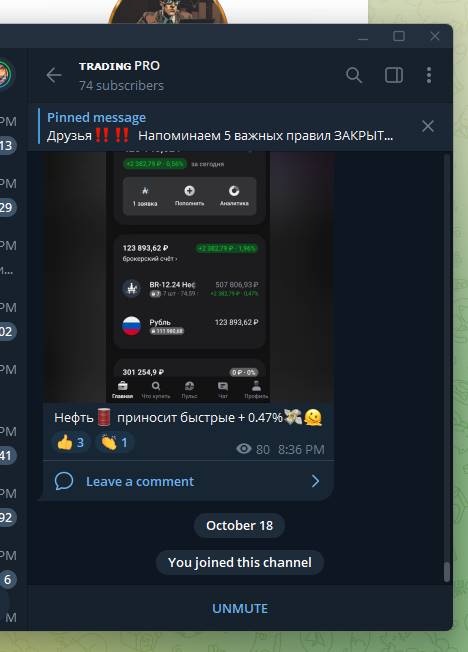 TRADING PRO
74 subscribers
Pinned message
Друзья‼️‼️ Напоминаем 5 важных правил ЗАКРЫТ...
+2 382,79 ₽ · 0,56% за сегодня
1 заявка
Пополнить
Аналитика
123 893,62 ₽
+2 382,79 ₽ · 1,96%
брокерский счёт ›
BR-12.24 Не
507 806,93 ₽
7 · 7 шт · 74.59
+2 382,79 ₽ · 0,47%
Рубль
123 893,62 ₽
111 980,68
301 254,9 ₽
0 ₽ · 0%
Главная
Что купить
Пульс
Чат
Профиль
Нефть🛢️ приносит быстрые + 0.47%💸🫠
👍 3
👏 1
80 8:36 PM
Leave a comment
October 18
You joined this channel
UNMUTE
PM
13
PM
29
PM
и...
PM
02
PM
PM
41
PM
92
PM
6
M